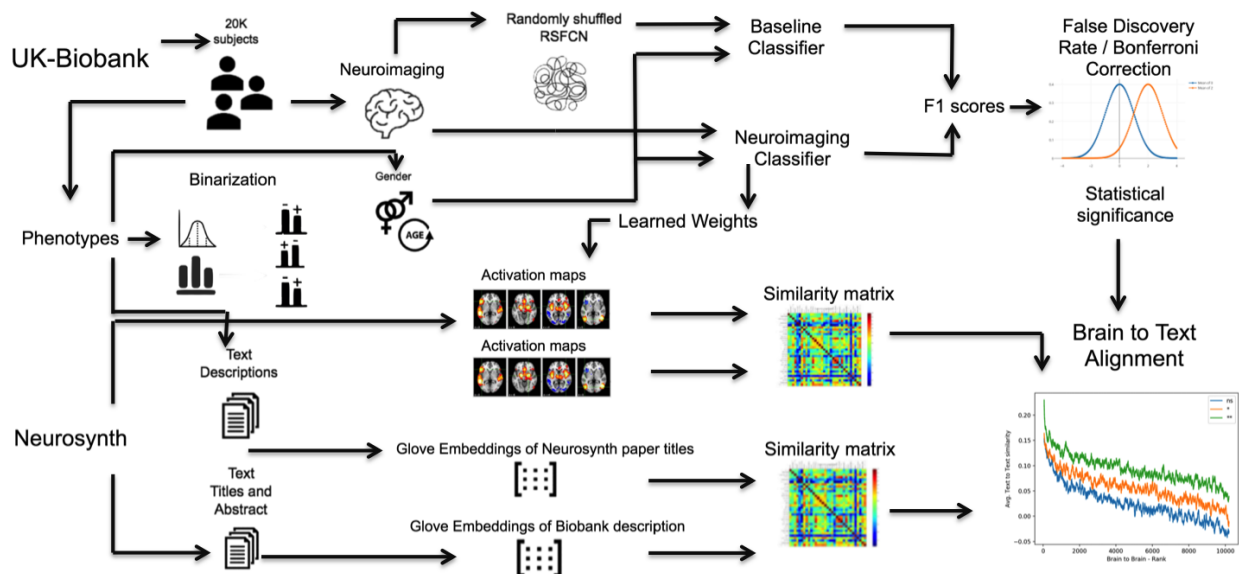 UK-Biobank
20K
subjects
Neuroimaging
Randomly shuffled
RSFCN
Baseline
Classifier
False Discovery
Rate / Bonferroni
Correction
F1 scores
Neuroimaging
Classifier
Binarization
Gender
AGE
Phenotypes
- +
+ -
- +
Learned Weights
Statistical
significance
Activation maps
Activation maps
Similarity matrix
Brain to Text
Alignment
Text
Descriptions
Neurosynth
Text
Titles and
Abstract
Glove Embeddings of Neurosynth paper titles
Glove Embeddings of Biobank description
Similarity matrix
ns
*
**
Avg. Text to Text similarity
0.20
0.15
0.10
0.05
0.00
−0.05
0 2000 4000 6000 8000 10000
Brain to Brain - Rank